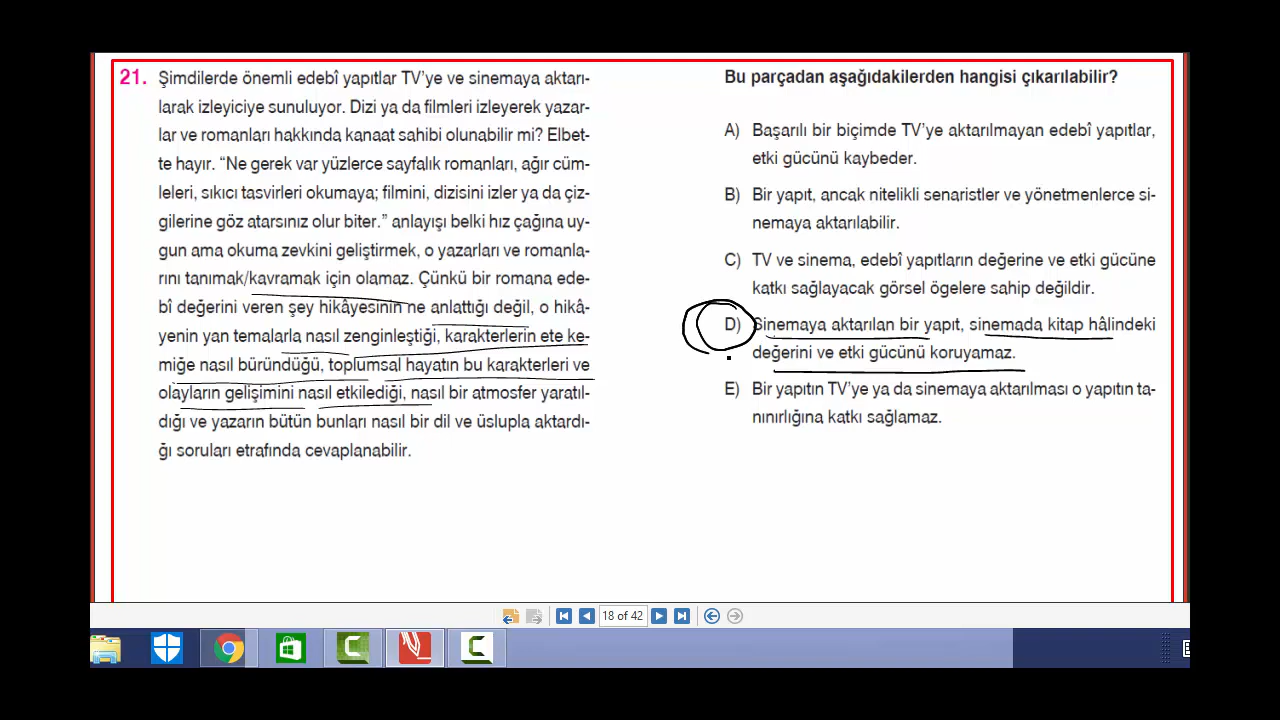 21. Şimdilerde önemli edebî yapıtlar TV'ye ve sinemaya aktarı-
larak izleyiciye sunuluyor. Dizi ya da filmleri izleyerek yazar-
lar ve romanları hakkında kanaat sahibi olunabilir mi? Elbet-
te hayır. “Ne gerek var yüzlerce sayfalık romanları, ağır cüm-
leleri, sıkıcı tasvirleri okumaya; filmini, dizisini izler ya da çiz-
gilerine göz atarsınız olur biter.” anlayışı belki hız çağına uy-
gun ama okuma zevkini geliştirmek, o yazarları ve romanla-
rını tanımak/kavramak için olamaz. Çünkü bir romana ede-
bî değerini veren şey hikâyesinin ne anlattığı değil, o hikâ-
yenin yan temalarla nasıl zenginleştiği, karakterlerin ete ke-
miğe nasıl büründüğü, toplumsal hayatın bu karakterleri ve
olayların gelişimini nasıl etkilediği, nasıl bir atmosfer yaratıl-
dığı ve yazarın bütün bunları nasıl bir dil ve üslupla aktardı-
ğı soruları etrafında cevaplanabilir.
Bu parçadan aşağıdakilerden hangisi çıkarılabilir?
A) Başarılı bir biçimde TV'ye aktarılmayan edebî yapıtlar,
etki gücünü kaybeder.
B) Bir yapıt, ancak nitelikli senaristler ve yönetmenlerce si-
nemaya aktarılabilir.
C) TV ve sinema, edebî yapıtların değerine ve etki gücüne
katkı sağlayacak görsel ögelere sahip değildir.
D) Sinemaya aktarılan bir yapıt, sinemada kitap hâlindeki
değerini ve etki gücünü koruyamaz.
E) Bir yapıtın TV'ye ya da sinemaya aktarılması o yapıtın ta-
nınırlığına katkı sağlamaz.
18 of 42